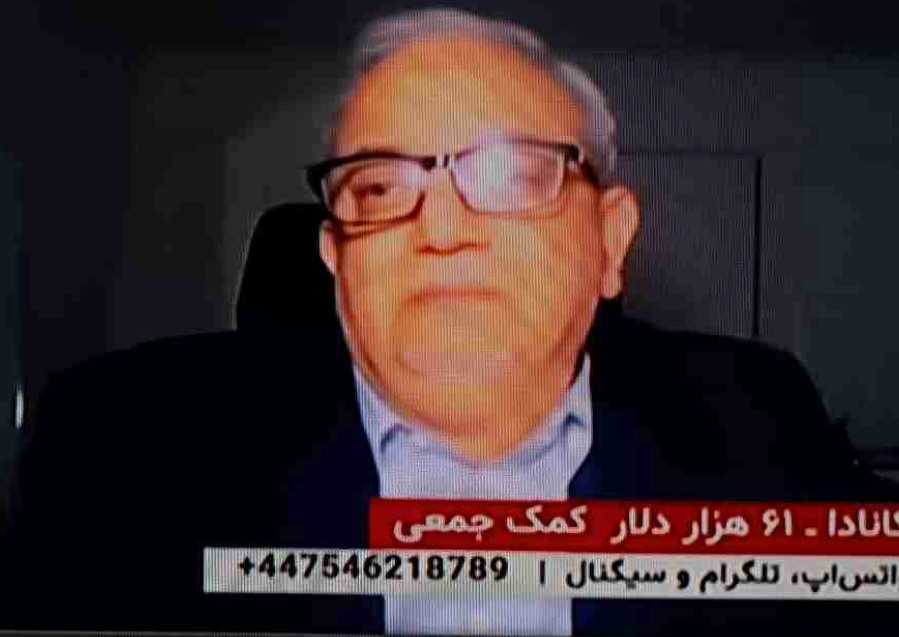 کانادا ـ ۶۱ هزار دلار کمک جمعی
واتس‌اپ، تلگرام و سیگنال | +447546218789